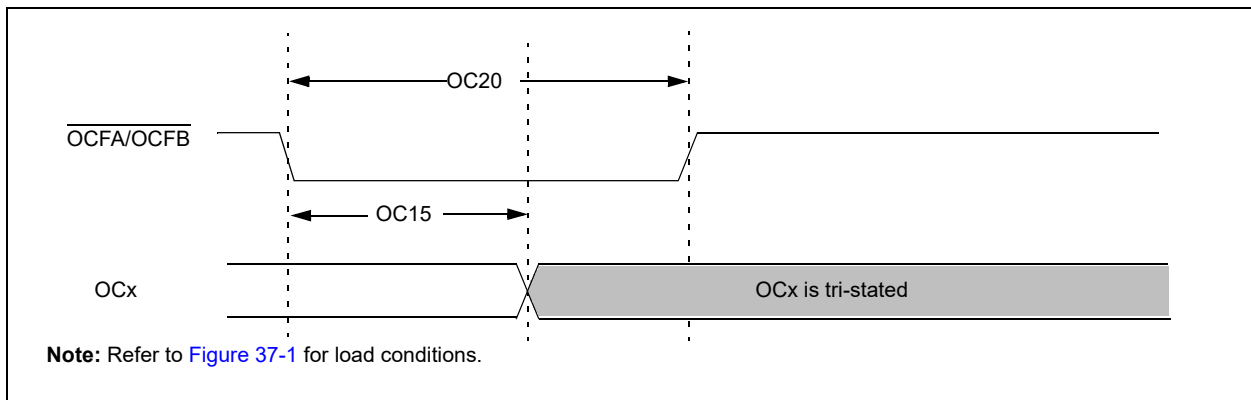 OC20
OCFA/OCFB
OC15
OCx
OCx is tri-stated
Note: Refer to Figure 37-1 for load conditions.